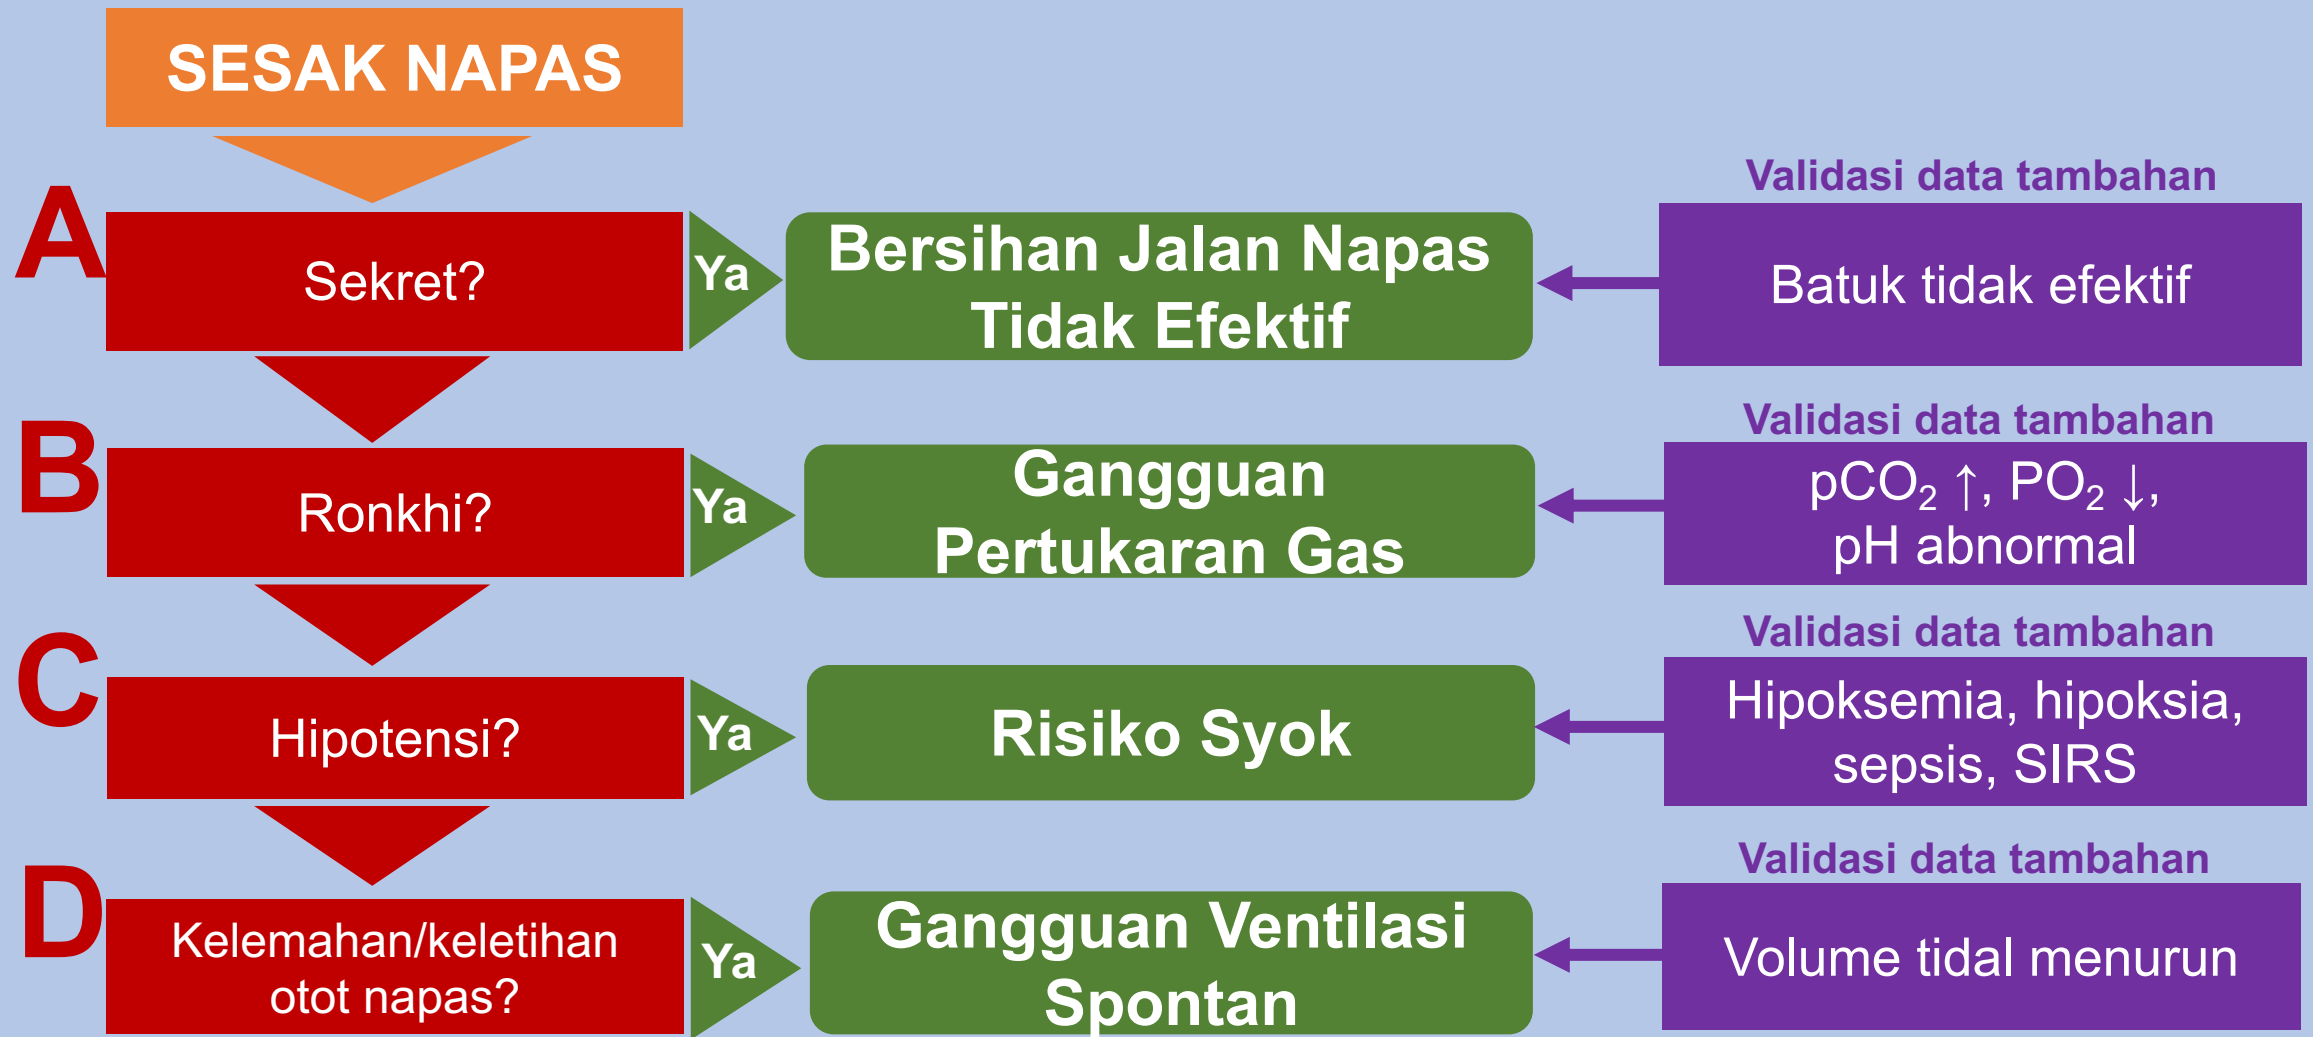 SESAK NAPAS
Validasi data tambahan
A
Sekret?
Ya
Bersihan Jalan Napas
Tidak Efektif
Batuk tidak efektif
Validasi data tambahan
B
Ronkhi?
Ya
Gangguan
Pertukaran Gas
pCO₂ ↑, PO₂ ↓,
pH abnormal
Validasi data tambahan
C
Hipotensi?
Ya
Risiko Syok
Hipoksemia, hipoksia,
sepsis, SIRS
Validasi data tambahan
D
Kelemahan/keletihan
otot napas?
Ya
Gangguan Ventilasi
Spontan
Volume tidal menurun